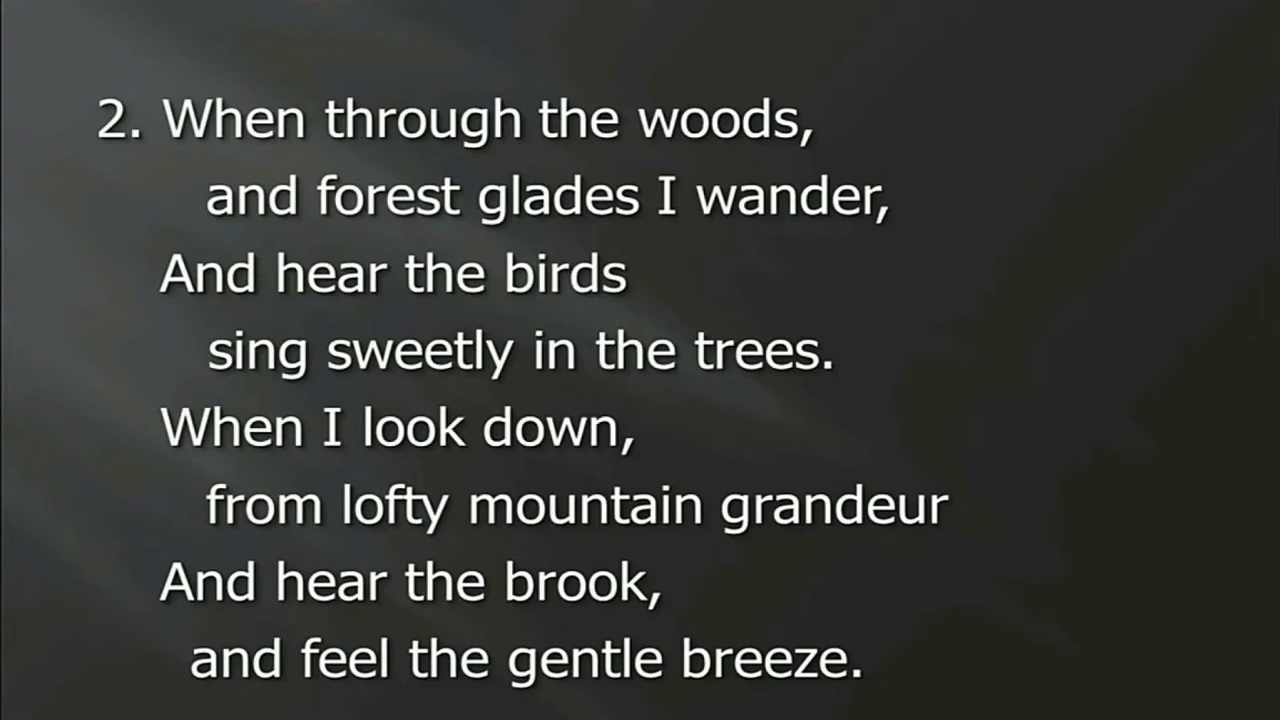 2. When through the woods,
and forest glades I wander,
And hear the birds
sing sweetly in the trees.
When I look down,
from lofty mountain grandeur
And hear the brook,
and feel the gentle breeze.